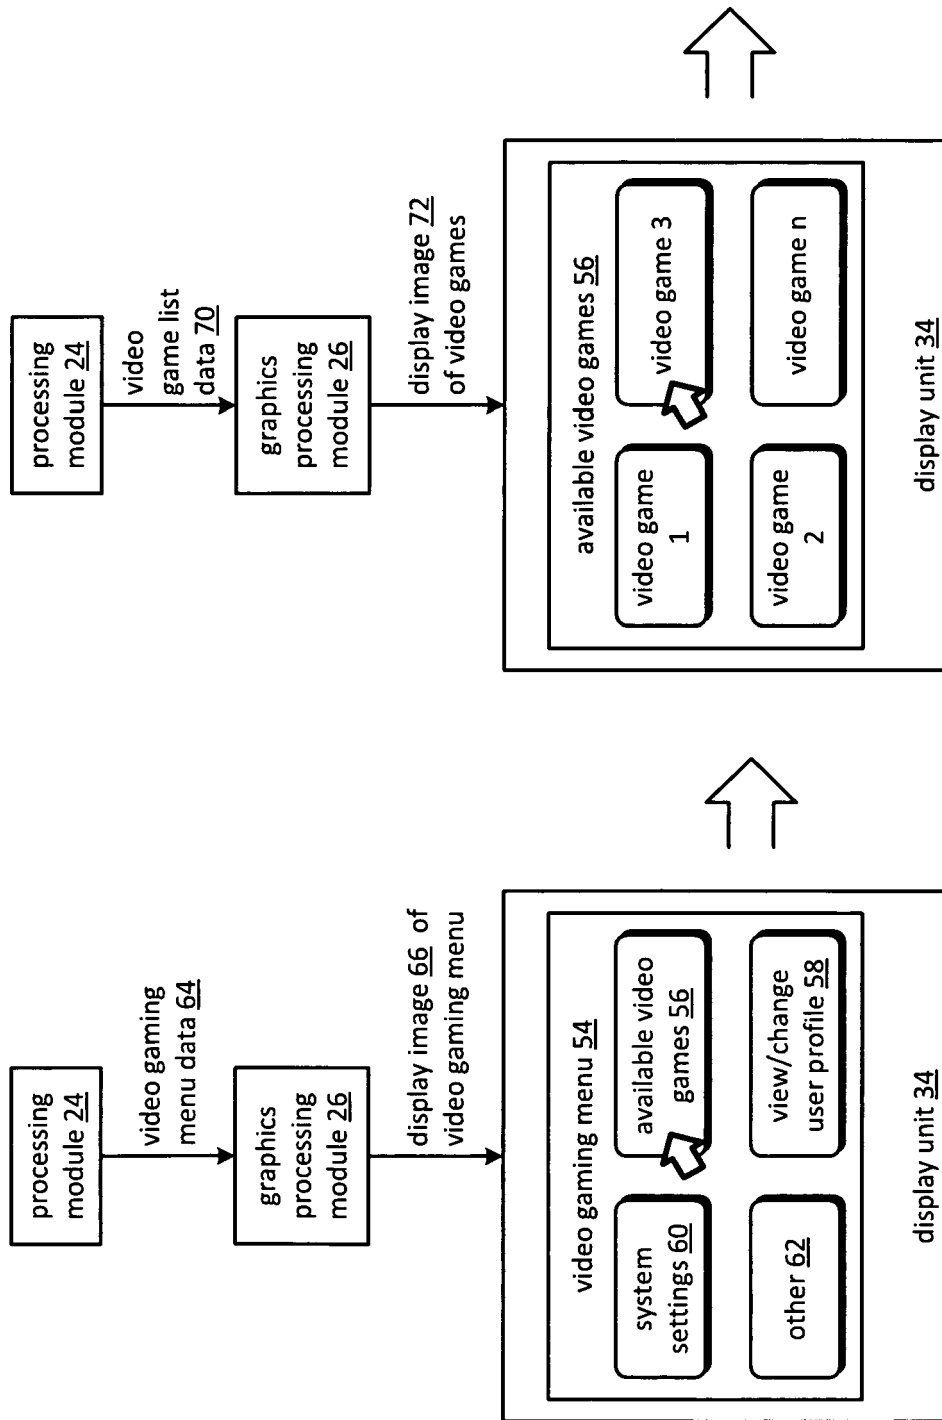 processing
module 24
video gaming
menu data 64
graphics
processing
module 26
display image 66 of
video gaming menu
video gaming menu 54
system
settings 60
available video
games 56
other 62
view/change
user profile 58
display unit 34
processing
module 24
video
game list
data 70
graphics
processing
module 26
display image 72
of video games
available video games 56
video game
1
video game 3
video game
2
video game n
display unit 34